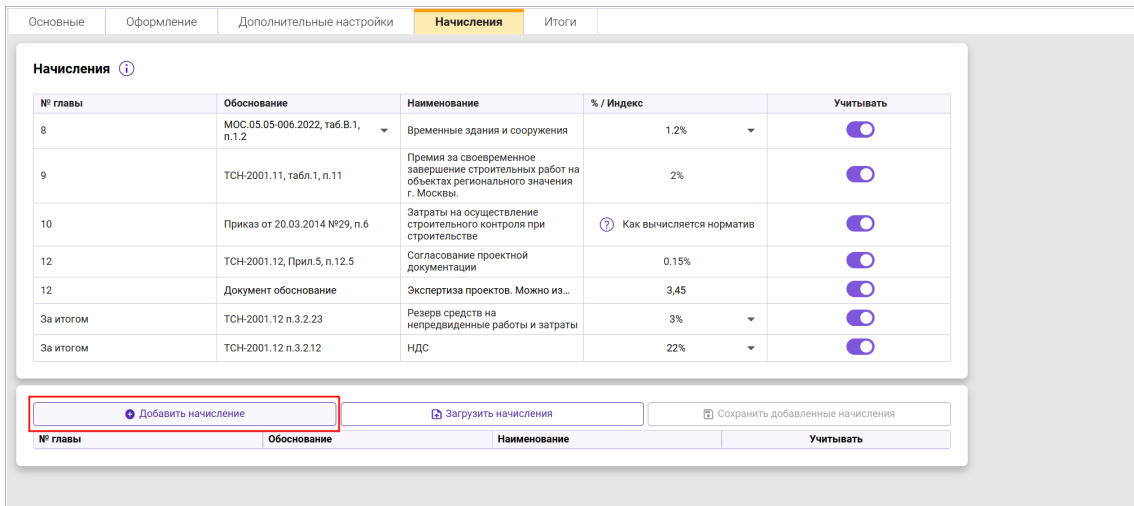 Основные Оформление Дополнительные настройки Начисления Итоги
Начисления
№ главы Обоснование Наименование % / Индекс Учитывать
8 МОС.05.05-006.2022, таб.В.1, п.1.2 Временные здания и сооружения 1.2%
9 ТСН-2001.11, табл.1, п.11 Премия за своевременное завершение строительных работ на объектах регионального значения г. Москвы. 2%
10 Приказ от 20.03.2014 №29, п.6 Затраты на осуществление строительного контроля при строительстве ? Как вычисляется норматив
12 ТСН-2001.12, Прил.5, п.12.5 Согласование проектной документации 0.15%
12 Документ обоснование Экспертиза проектов. Можно из... 3,45
За итогом ТСН-2001.12 п.3.2.23 Резерв средств на непредвиденные работы и затраты 3%
За итогом ТСН-2001.12 п.3.2.12 НДС 22%
Добавить начисление Загрузить начисления Сохранить добавленные начисления
№ главы Обоснование Наименование Учитывать